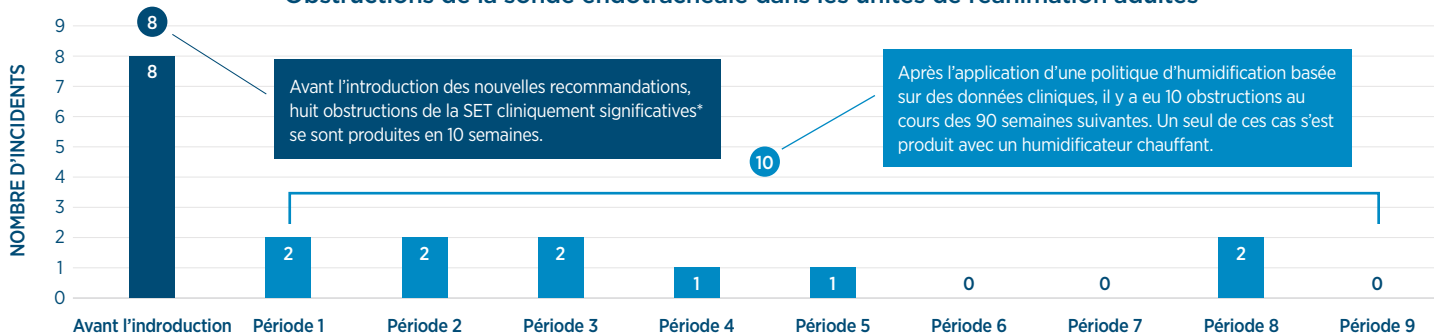 Obstructions de la sonde endotrachéale dans les unités de réanimation adultes
NOMBRE D'INCIDENTS
9
8
7
6
5
4
3
2
1
0
8
8
Avant l'introduction des nouvelles recommandations,
huit obstructions de la SET cliniquement significatives*
se sont produites en 10 semaines.
Après l'application d'une politique d'humidification basée
sur des données cliniques, il y a eu 10 obstructions au
cours des 90 semaines suivantes. Un seul de ces cas s'est
produit avec un humidificateur chauffant.
10
2
2
2
1
1
0
0
2
0
Avant l'indroduction
Période 1
Période 2
Période 3
Période 4
Période 5
Période 6
Période 7
Période 8
Période 9